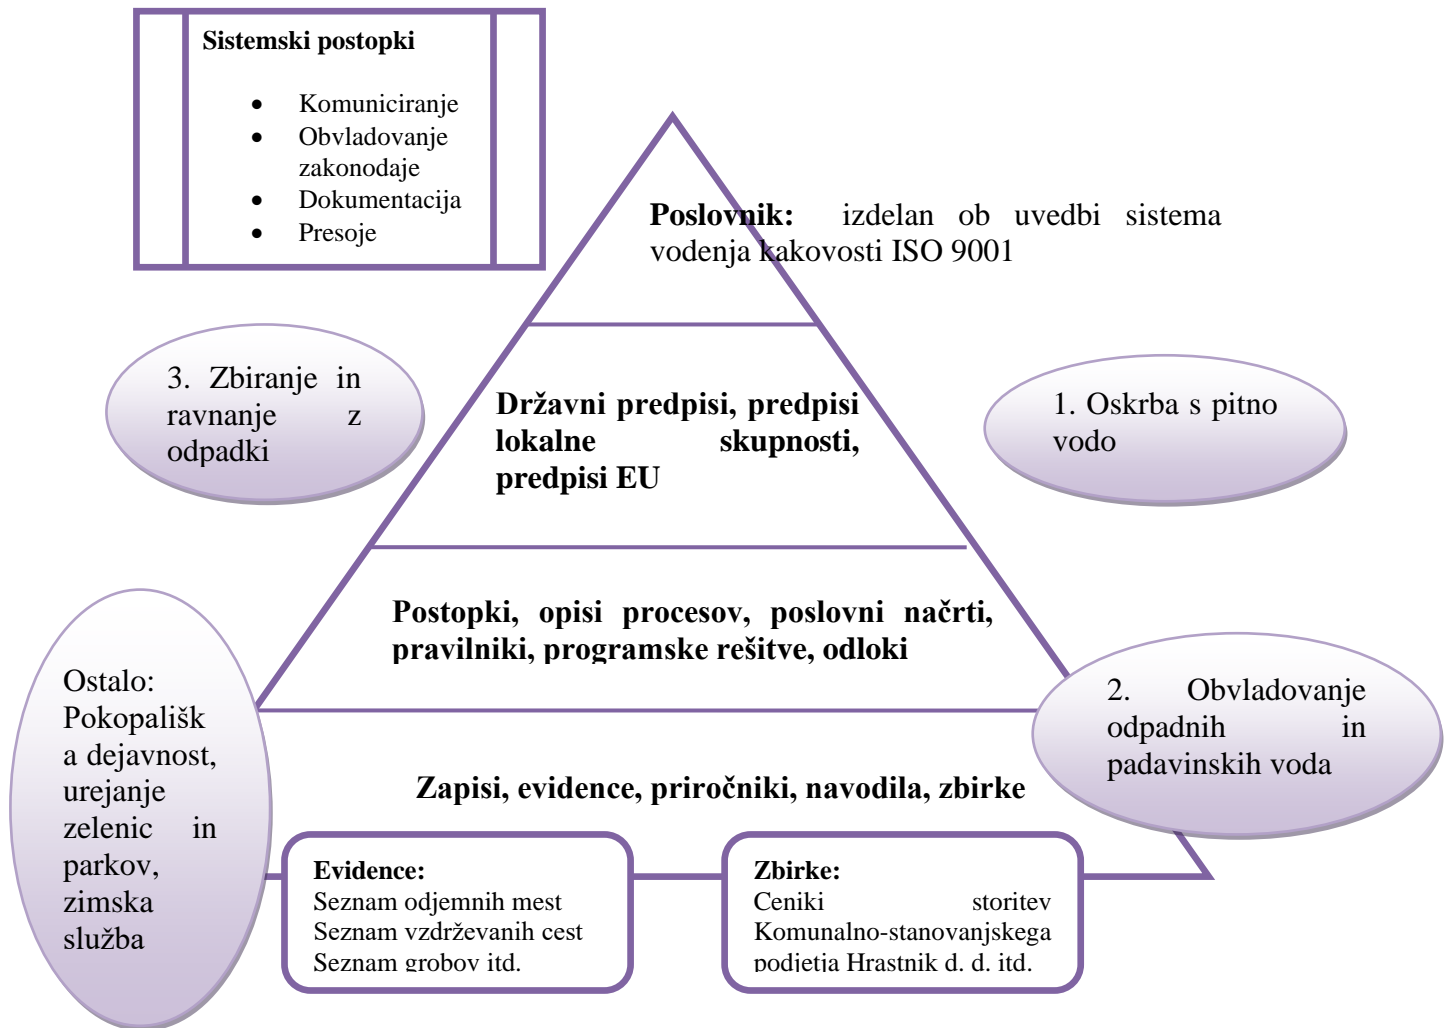 Sistemski postopki
• Komuniciranje
• Obvladovanje
zakonodaje
• Dokumentacija
• Presoje
Poslovnik: izdelan ob uvedbi sistema
vodenja kakovosti ISO 9001
3. Zbiranje in
ravnanje z
odpadki
Državni predpisi, predpisi
lokalne skupnosti,
predpisi EU
1. Oskrba s pitno
vodo
Postopki, opisi procesov, poslovni načrti,
pravilniki, programske rešitve, odloki
Ostalo:
Pokopališk
a dejavnost,
urejanje
zelenic in
parkov,
zimska
služba
2. Obvladovanje
odpadnih in
padavinskih voda
Zapisi, evidence, priročniki, navodila, zbirke
Evidence:
Seznam odjemnih mest
Seznam vzdrževanih cest
Seznam grobov itd.
Zbirke:
Ceniki storitev
Komunalno-stanovanjskega
podjetja Hrastnik d. d. itd.